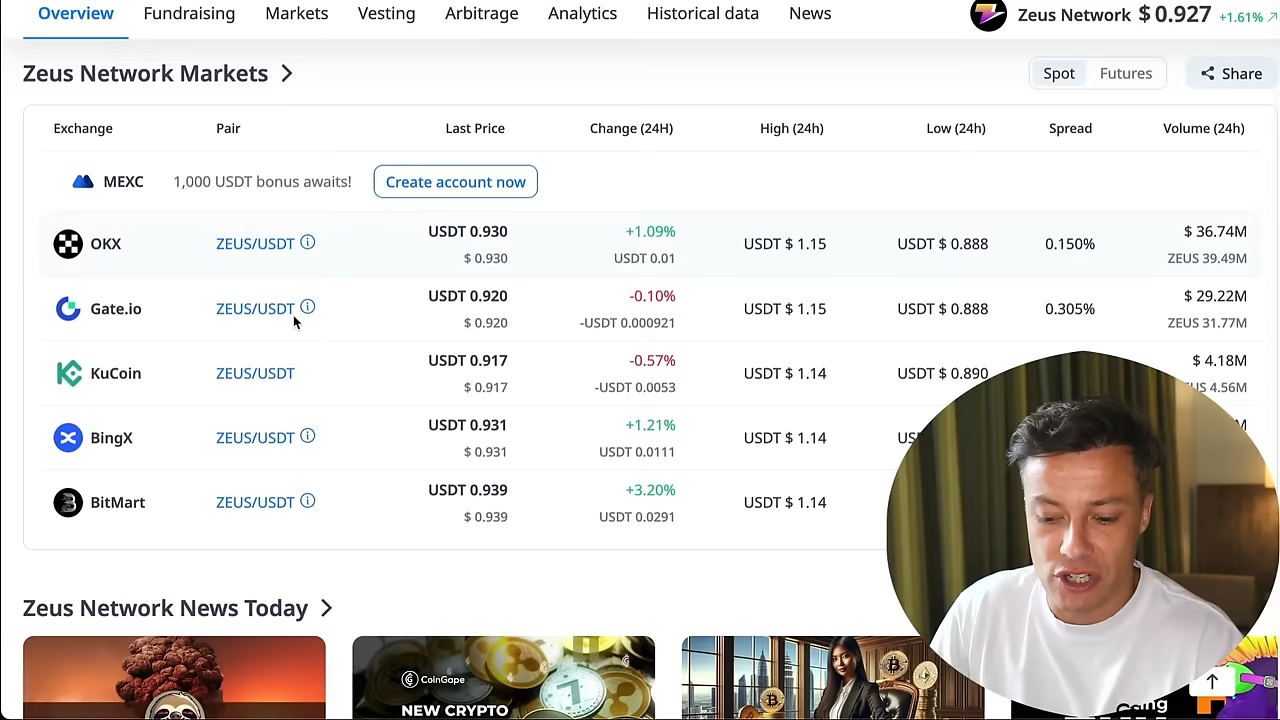 Overview Fundraising Markets Vesting Arbitrage Analytics Historical data News Zeus Network $ 0.927 +1.61%
Zeus Network Markets Spot Futures Share
Exchange Pair Last Price Change (24H) High (24h) Low (24h) Spread Volume (24h)
MEXC 1,000 USDT bonus awaits! Create account now
OKX ZEUS/USDT USDT 0.930 +1.09% USDT $ 1.15 USDT $ 0.888 0.150% $ 36.74M
$ 0.930 USDT 0.01 ZEUS 39.49M
Gate.io ZEUS/USDT USDT 0.920 -0.10% USDT $ 1.15 USDT $ 0.888 0.305% $ 29.22M
$ 0.920 -USDT 0.000921 ZEUS 31.77M
KuCoin ZEUS/USDT USDT 0.917 -0.57% USDT $ 1.14 USDT $ 0.890 $ 4.18M
$ 0.917 -USDT 0.0053 4.56M
BingX ZEUS/USDT USDT 0.931 +1.21% USDT $ 1.14
$ 0.931 USDT 0.0111
BitMart ZEUS/USDT USDT 0.939 +3.20% USDT $ 1.14
$ 0.939 USDT 0.0291
Zeus Network News Today
CoinGape
NEW CRYPTO